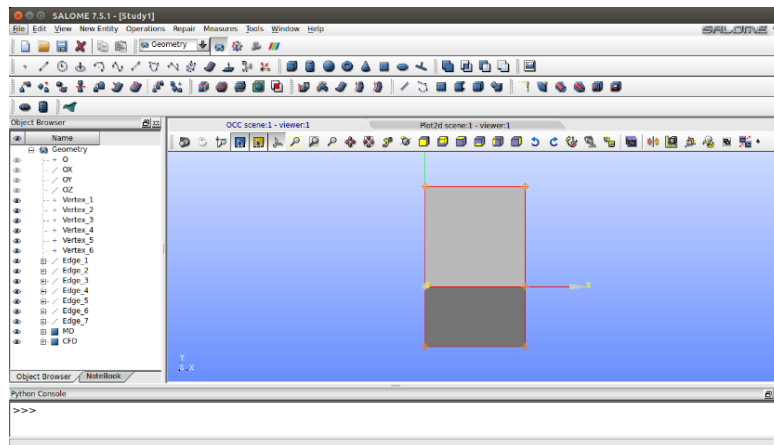 SALOME 7.5.1 - [Study1]
File Edit View New Entity Operations Repair Measures Tools Window Help
SALOME 7
Geometry
Object Browser
OCC scene:1 - viewer:1
Plot2d scene:1 - viewer:1
Name
Geometry
O
OX
OY
OZ
Vertex_1
Vertex_2
Vertex_3
Vertex_4
Vertex_5
Vertex_6
Edge_1
Edge_2
Edge_3
Edge_4
Edge_5
Edge_6
Edge_7
MD
CFD
X
Y
Z X
Object Browser
NoteBook
Python Console
>>>